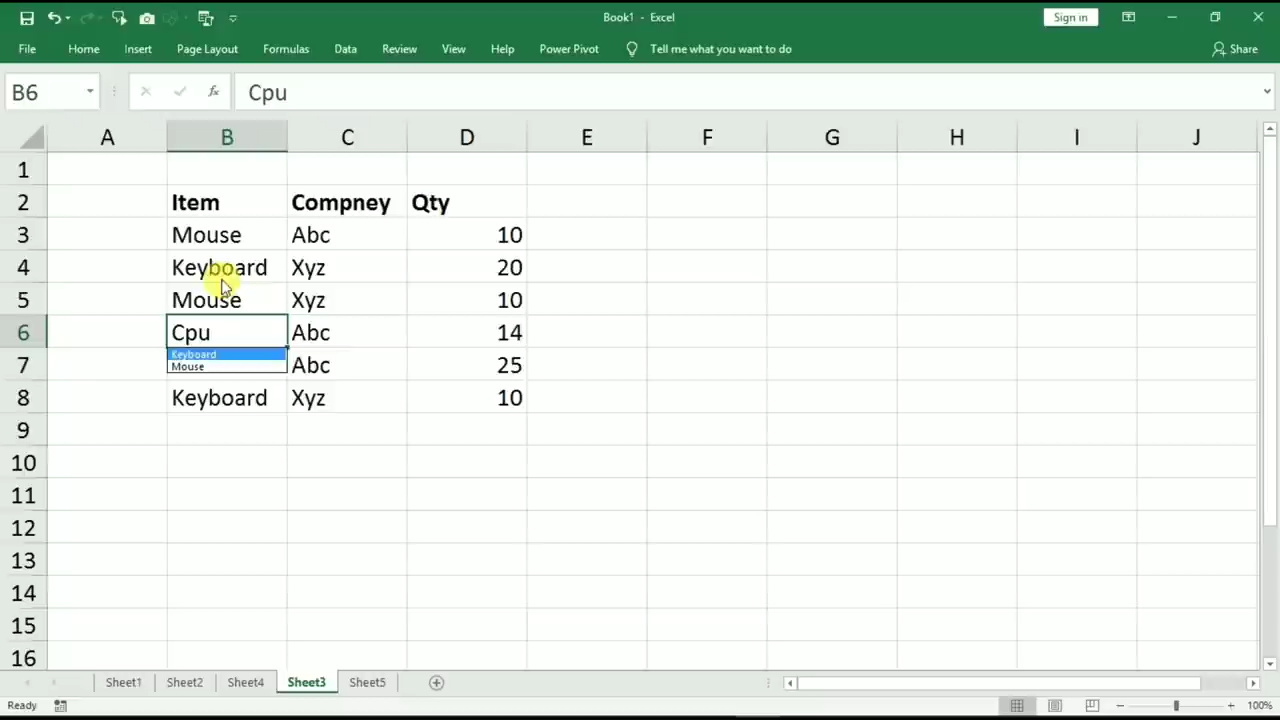 Book1 - Excel
Sign in
File Home Insert Page Layout Formulas Data Review View Help Power Pivot Tell me what you want to do Share
B6 fx Cpu
A B C D E F G H I J
1
2 Item Compney Qty
3 Mouse Abc 10
4 Keyboard Xyz 20
5 Mouse Xyz 10
6 Cpu Abc 14
Keyboard
Mouse
7 Abc 25
8 Keyboard Xyz 10
9
10
11
12
13
14
15
16
Sheet1 Sheet2 Sheet4 Sheet3 Sheet5
Ready 100%